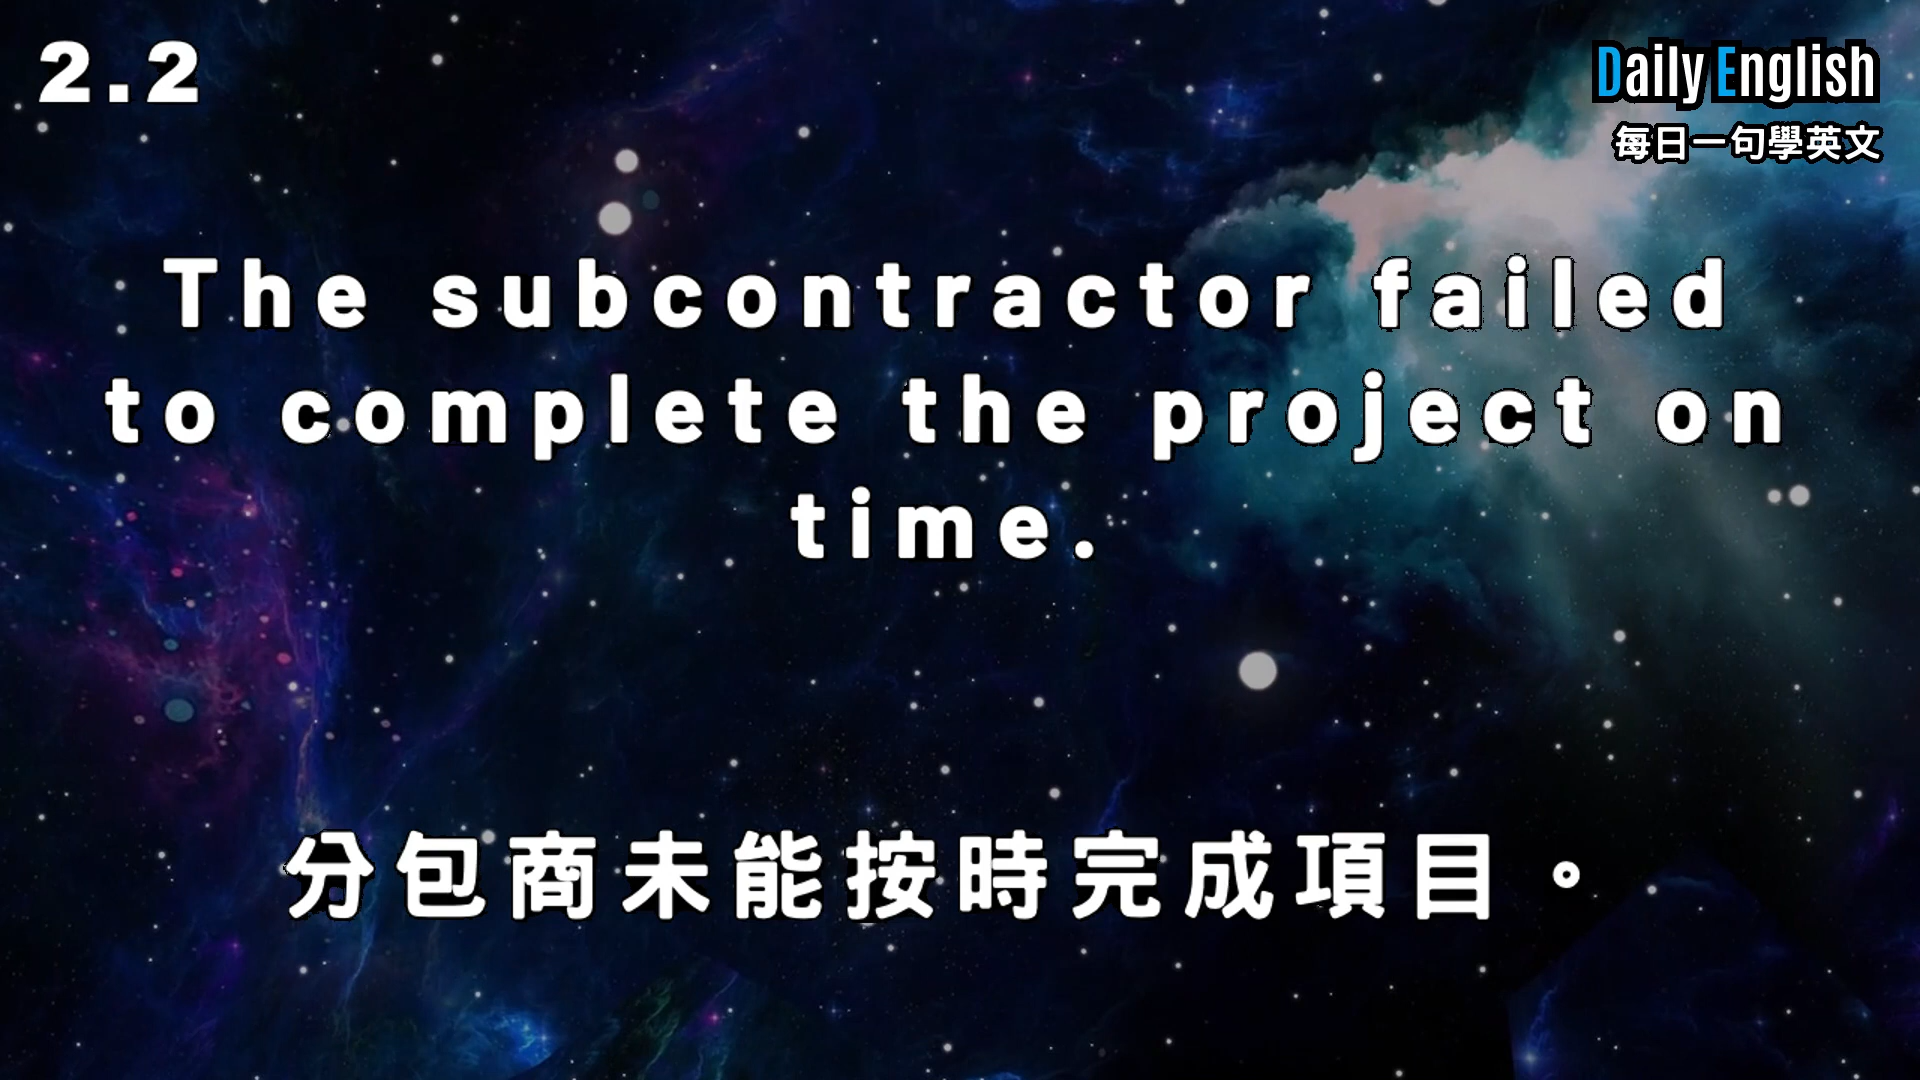 2.2
Daily English
每日一句學英文
The subcontractor failed
to complete the project on
time.
分包商未能按時完成項目。